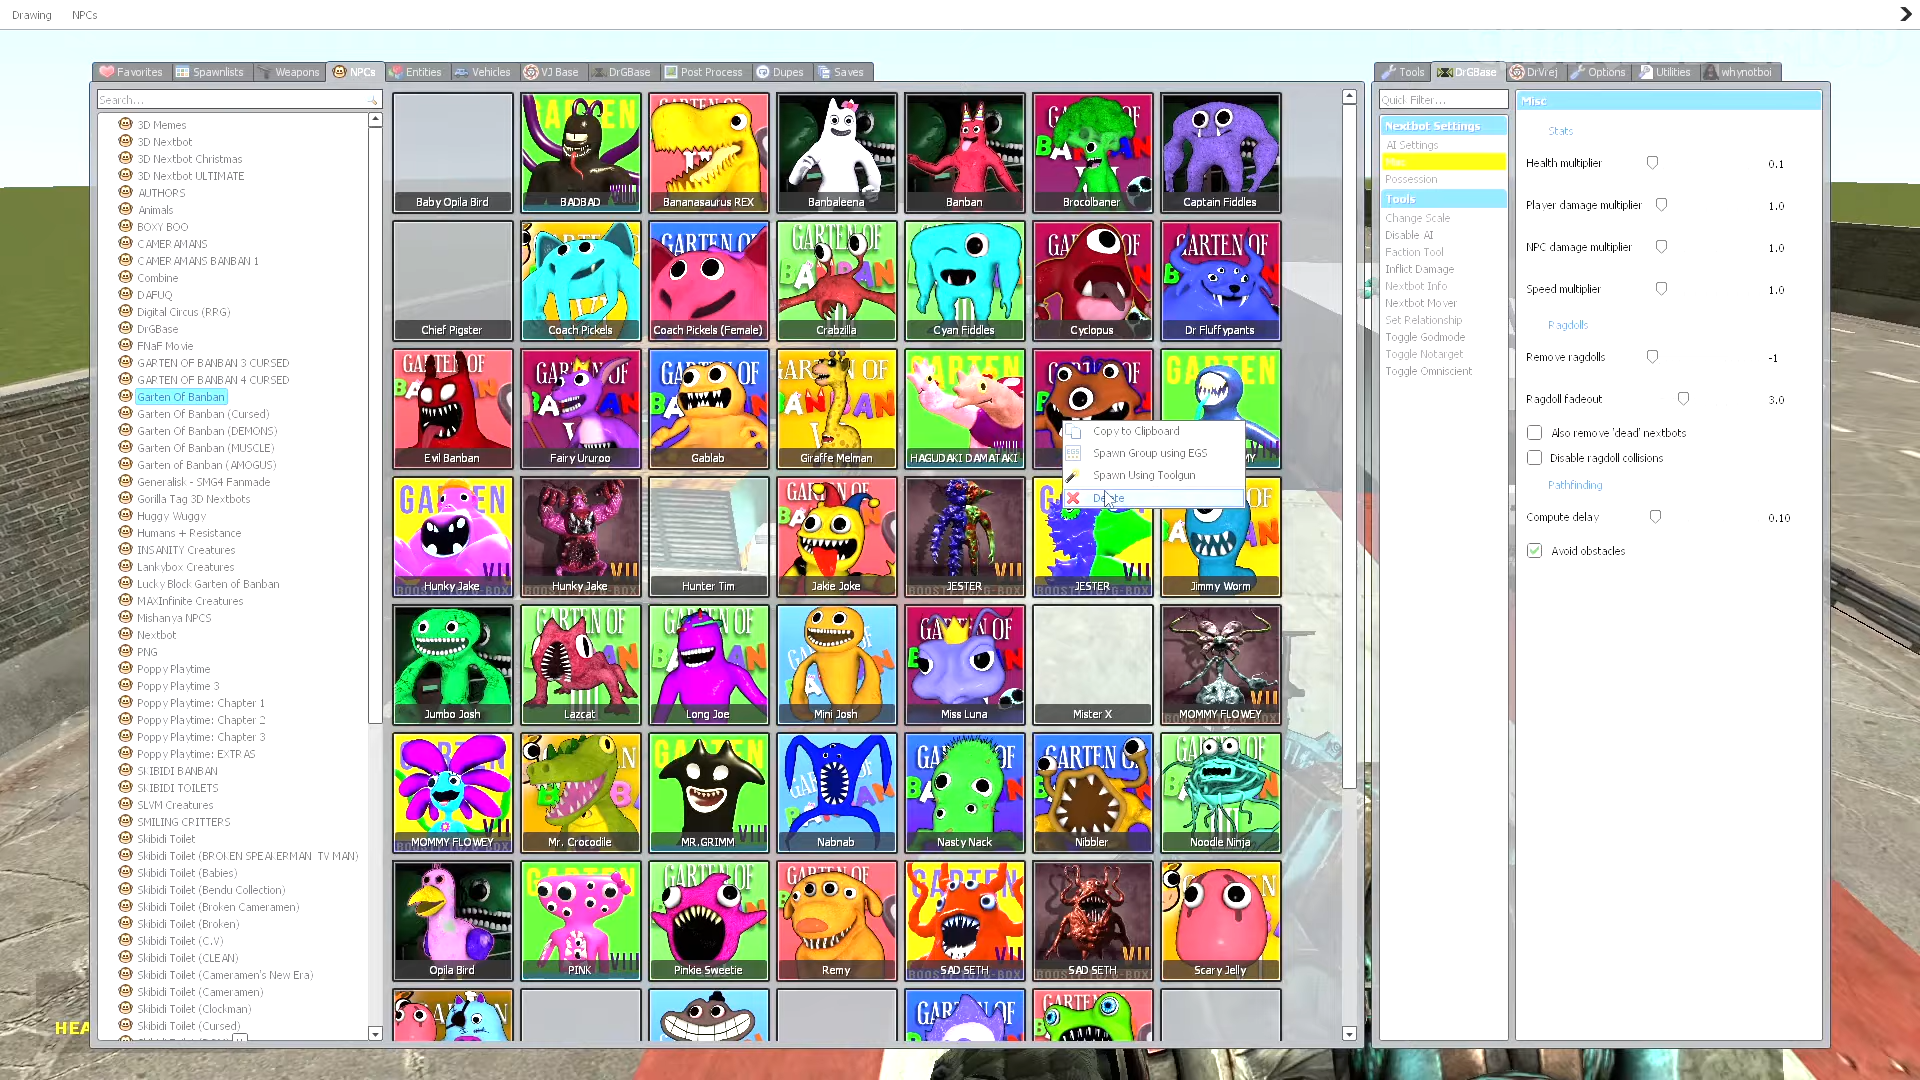 Drawing NPCs
Favorites Spawnlists Weapons NPCs Entities Vehicles VJ Base DrGBase Post Process Dupes Saves
Tools DrGBase DrVrej Options Utilities whynotboi
Search...
3D Memes
3D Nextbot
3D Nextbot Christmas
3D Nextbot ULTIMATE
AUTHORS
Animals
BOXY BOO
CAMERAMANS
CAMERAMANS BANBAN 1
Combine
DAFUQ
Digital Circus (RRG)
DrGBase
FNaF Movie
GARTEN OF BANBAN 3 CURSED
GARTEN OF BANBAN 4 CURSED
Garten Of Banban
Garten Of Banban (Cursed)
Garten Of Banban (DEMONS)
Garten Of Banban (MUSCLE)
Garten of Banban (AMOGUS)
Generalisk - SMG4 Fanmade
Gorilla Tag 3D Nextbots
Huggy Wuggy
Humans + Resistance
INSANITY Creatures
Lankybox Creatures
Lucky Block Garten of Banban
MAXInfinite Creatures
Mishanya NPCS
Nextbot
PNG
Poppy Playtime
Poppy Playtime 3
Poppy Playtime: Chapter 1
Poppy Playtime: Chapter 2
Poppy Playtime: Chapter 3
Poppy Playtime: EXTRAS
SKIBIDI BANBAN
SKIBIDI TOILETS
SLVM Creatures
SMILING CRITTERS
Skibidi Toilet
Skibidi Toilet (BROKEN SPEAKERMAN TV MAN)
Skibidi Toilet (Babies)
Skibidi Toilet (Bendu Collection)
Skibidi Toilet (Broken Cameramen)
Skibidi Toilet (Broken)
Skibidi Toilet (C.V)
Skibidi Toilet (CLEAN)
Skibidi Toilet (Cameramen's New Era)
Skibidi Toilet (Cameramen)
Skibidi Toilet (Clockman)
Skibidi Toilet (Cursed)
HEA
Baby Opila Bird BADBAD Bananasaurus REX Banbaleena Banban Brocolbaner Captain Fiddles
Chief Pigster Coach Pickels Coach Pickels (Female) Crabzilla Cyan Fiddles Cyclopus Dr Fluffypants
Evil Banban Fairy Ururoo Gablab Giraffe Melman HAGUDAKI DAMATAKI
Copy to Clipboard
Spawn Group using EGS
Spawn Using Toolgun
Delete
Hunky Jake Hunky Jake Hunter Tim Jakie Joke JESTER JESTER Jimmy Worm
Jumbo Josh Lazcat Long Joe Mini Josh Miss Luna Mister X MOMMY FLOWEY
MOMMY FLOWEY Mr. Crocodile MR.GRIMM Nabnab Nasty Nack Nibbler Noodle Ninja
Opila Bird PINK Pinkie Sweetie Remy SAD SETH SAD SETH Scary Jelly
Quick Filter...
Nextbot Settings
AI Settings
Misc
Possession
Tools
Change Scale
Disable AI
Faction Tool
Inflict Damage
Nextbot Info
Nextbot Mover
Set Relationship
Toggle Godmode
Toggle Notarget
Toggle Omniscient
Misc
Stats
Health multiplier 0.1
Player damage multiplier 1.0
NPC damage multiplier 1.0
Speed multiplier 1.0
Ragdolls
Remove ragdolls -1
Ragdoll fadeout 3.0
Also remove 'dead' nextbots
Disable ragdoll collisions
Pathfinding
Compute delay 0.10
Avoid obstacles